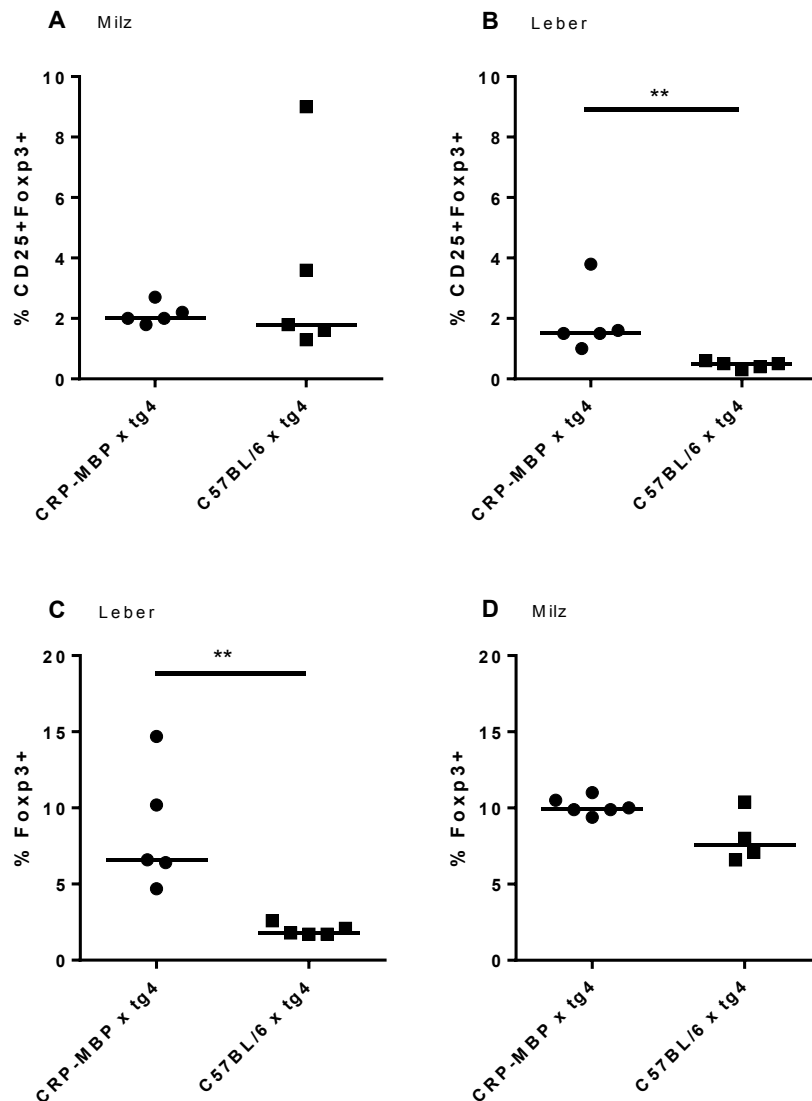 A Milz
10
8
6
4
2
0
% CD25+Foxp3+
CRP-MBP x tg4
C57BL/6 x tg4
B Leber
**
10
8
6
4
2
0
% CD25+Foxp3+
CRP-MBP x tg4
C57BL/6 x tg4
C Leber
**
20
15
10
5
0
% Foxp3+
CRP-MBP x tg4
C57BL/6 x tg4
D Milz
20
15
10
5
0
% Foxp3+
CRP-MBP x tg4
C57BL/6 x tg4